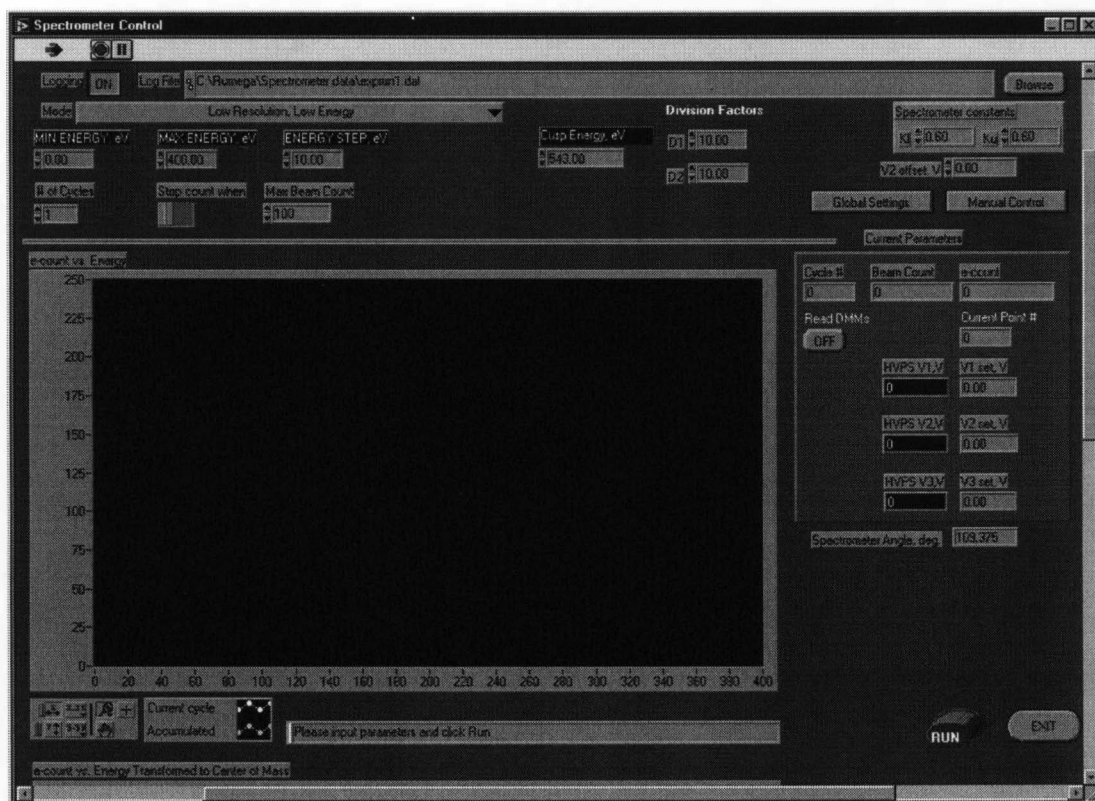 Spectrometer Control
Logging ON Log File C:\Rumega\Spectrometer data\exprun1.dat Browse
Mode Low Resolution, Low Energy Division Factors Spectrometer constants
MIN ENERGY, eV MAX ENERGY, eV ENERGY STEP, eV Cusp Energy, eV D1 10.00 0.60 0.60
0.00 400.00 10.00 543.00 D2 10.00 V2 offset, V 0.00
# of Cycles Stop count when Max Beam Count
1 100 Global Settings Manual Control
Current Parameters
e-count vs. Energy
250
225
200
175
150
125
100
75
50
25
0
0 20 40 60 80 100 120 140 160 180 200 220 240 260 280 300 320 340 360 380 400
Cycle # Beam Count e-count
0 0 0
Read DMMs Current Point #
OFF 0
HVPS V1,V V1 set, V
0 0.00
HVPS V2,V V2 set, V
0 0.00
HVPS V3,V V3 set, V
0 0.00
Spectrometer Angle, deg. 109.375
Current cycle
Accumulated
Please input parameters and click Run
RUN EXIT
e-count vs. Energy Transformed to Center of Mass